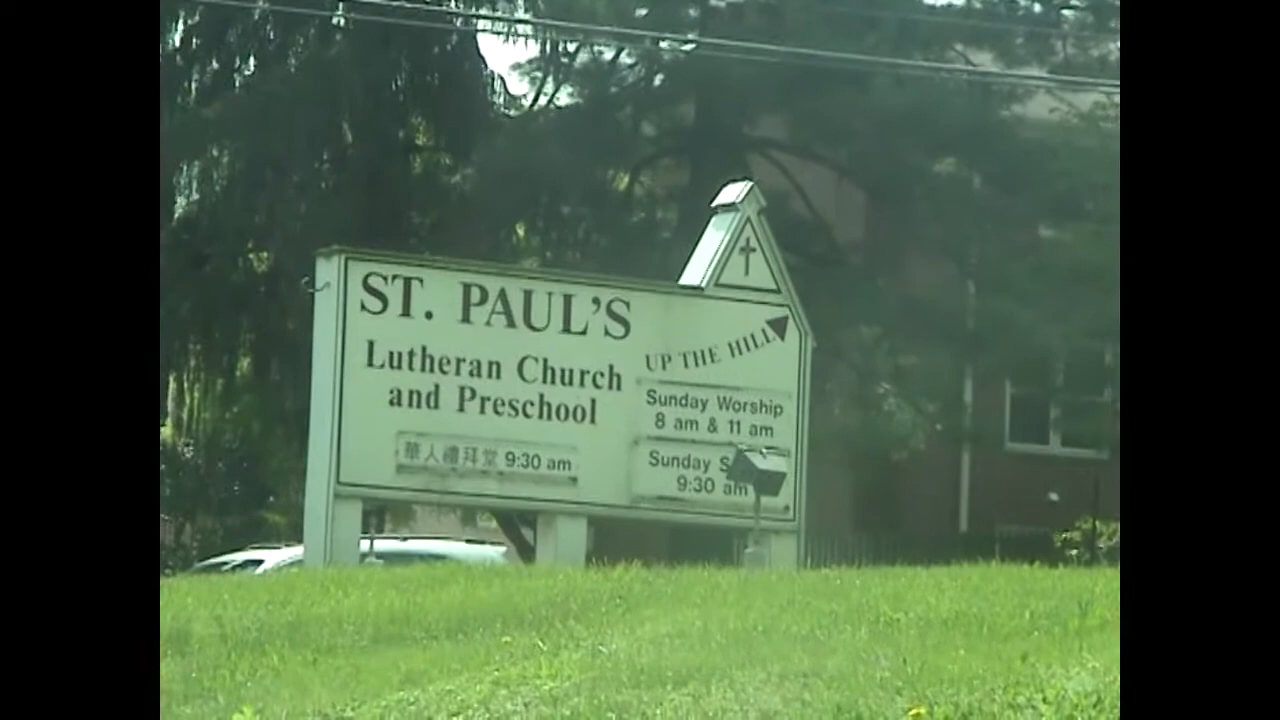 ST. PAUL'S
Lutheran Church
and Preschool
華人禮拜堂 9:30 am
UP THE HILL
Sunday Worship
8 am & 11 am
Sunday
9:30 am